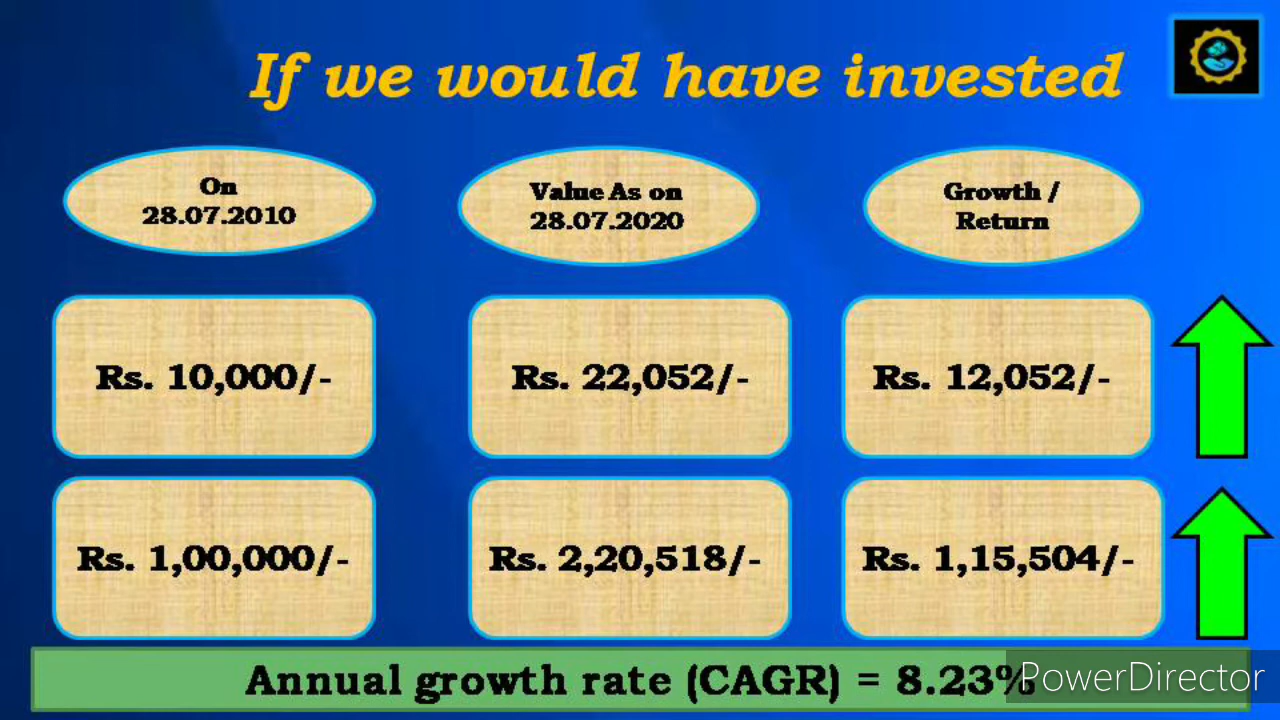 If we would have invested
On
28.07.2010
Value As on
28.07.2020
Growth /
Return
Rs. 10,000/-
Rs. 22,052/-
Rs. 12,052/-
Rs. 1,00,000/-
Rs. 2,20,518/-
Rs. 1,15,504/-
Annual growth rate (CAGR) = 8.23%
PowerDirector